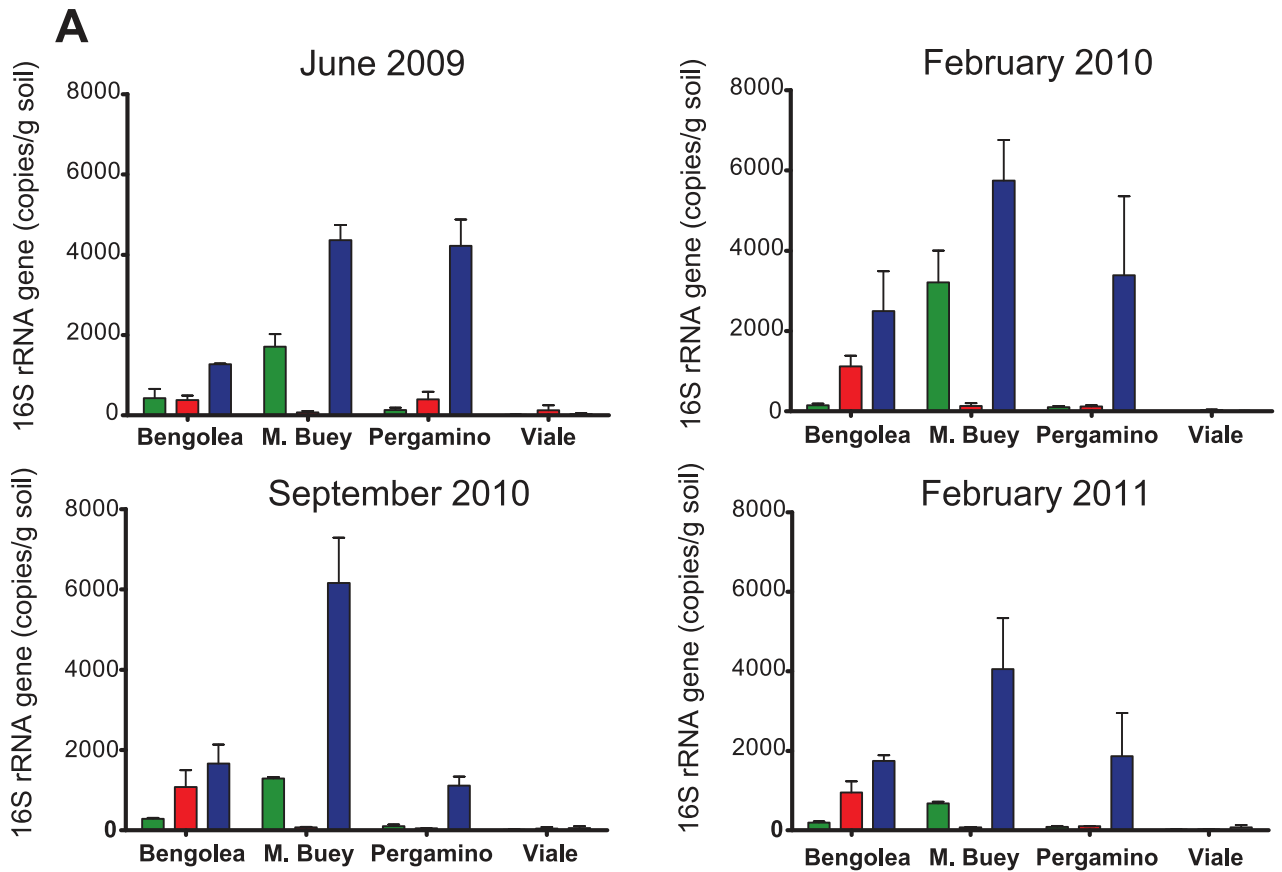 A
June 2009
16S rRNA gene (copies/g soil)
8000
6000
4000
2000
0
Bengolea M. Buey Pergamino Viale
February 2010
16S rRNA gene (copies/g soil)
8000
6000
4000
2000
0
Bengolea M. Buey Pergamino Viale
September 2010
16S rRNA gene (copies/g soil)
8000
6000
4000
2000
0
Bengolea M. Buey Pergamino Viale
February 2011
16S rRNA gene (copies/g soil)
8000
6000
4000
2000
0
Bengolea M. Buey Pergamino Viale